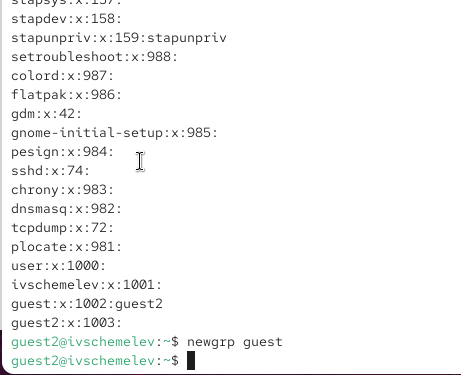 stapsys:x:157:
stapdev:x:158:
stapunpriv:x:159:stapunpriv
setroubleshoot:x:988:
colord:x:987:
flatpak:x:986:
gdm:x:42:
gnome-initial-setup:x:985:
pesign:x:984:
sshd:x:74:
chrony:x:983:
dnsmasq:x:982:
tcpdump:x:72:
plocate:x:981:
user:x:1000:
ivschemelev:x:1001:
guest:x:1002:guest2
guest2:x:1003:
guest2@ivschemelev:~$ newgrp guest
guest2@ivschemelev:~$